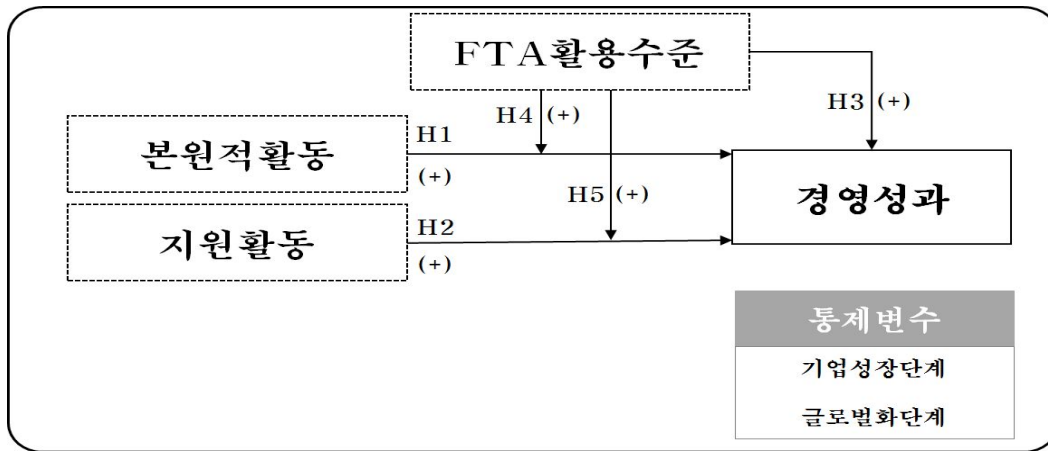 FTA활용수준
H4 (+)
H3 (+)
본원적활동
H1
(+)
H5 (+)
경영성과
지원활동
H2
(+)
통제변수
기업성장단계
글로벌화단계